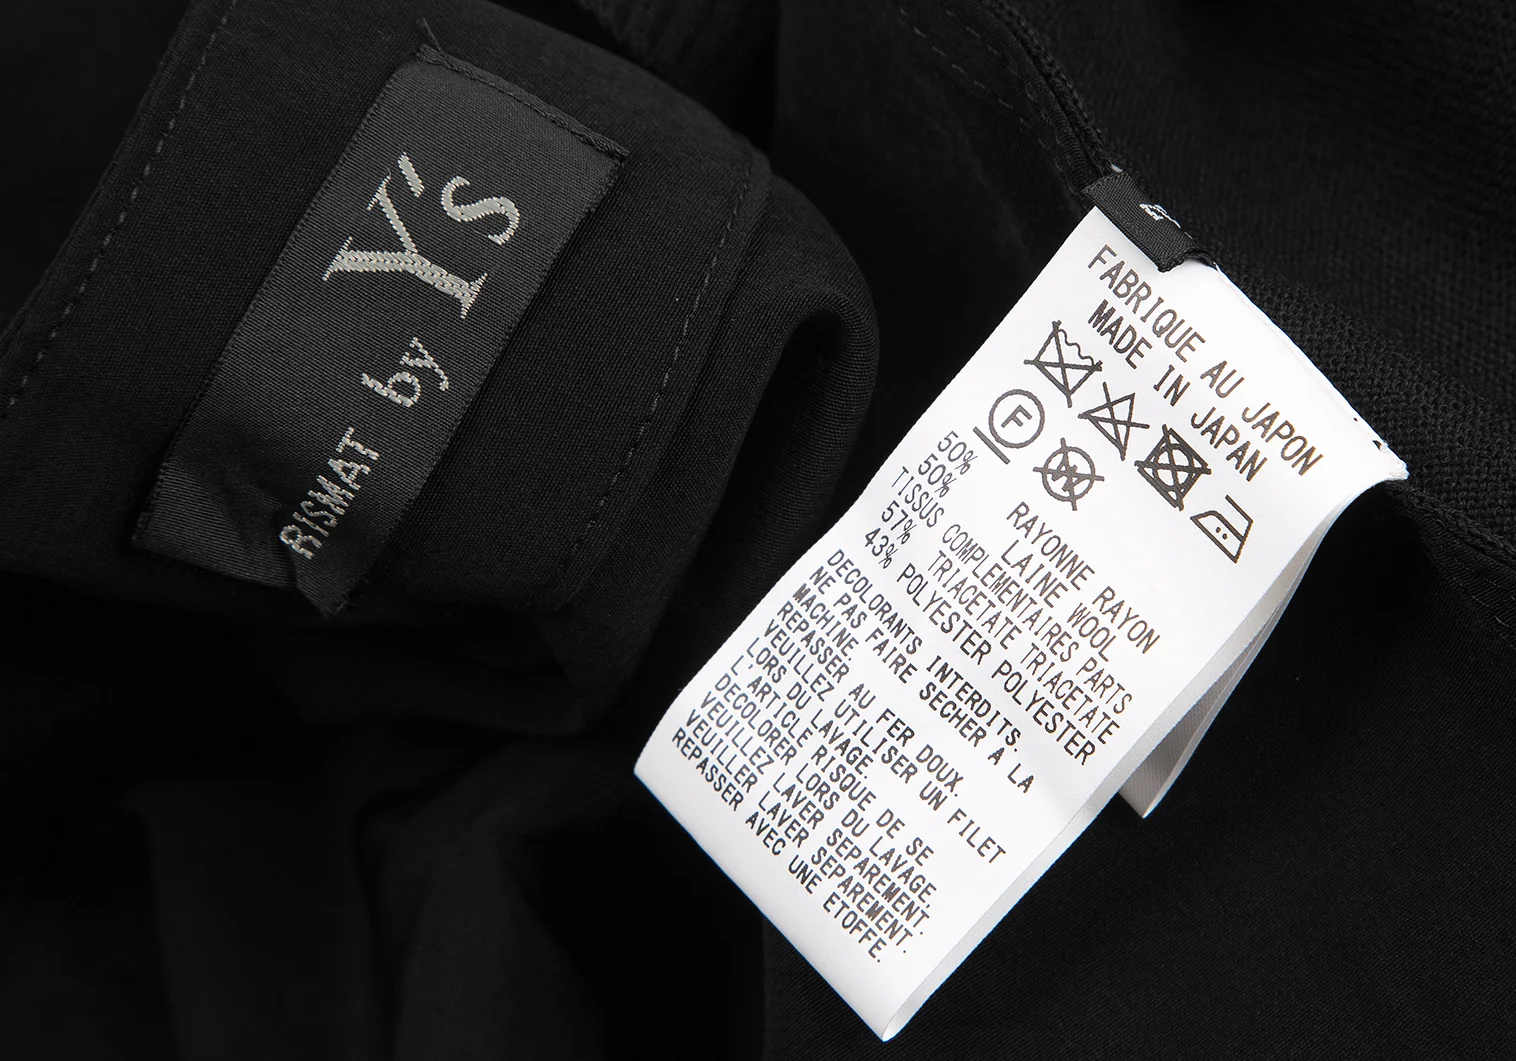 RISMAT by Y's
FABRIQUE AU JAPON
MADE IN JAPAN
F
50% RAYONNE RAYON
50% LAINE WOOL
TISSUS COMPLEMENTAIRES PARTS
57% TRIACETATE TRIACETATE
43% POLYESTER POLYESTER
DECOLORANTS INTERDITS.
NE PAS FAIRE SECHER A LA
MACHINE.
REPASSER AU FER DOUX
VEUILLEZ UTILISER UN FILET
LORS DU LAVAGE.
L'ARTICLE RISQUE DE SE
DECOLORER LORS DU LAVAGE,
VEUILLEZ LAVER SEPAREMENT.
VEUILLER LAVER SEPAREMENT.
REPASSER AVEC UNE ETOFFE.